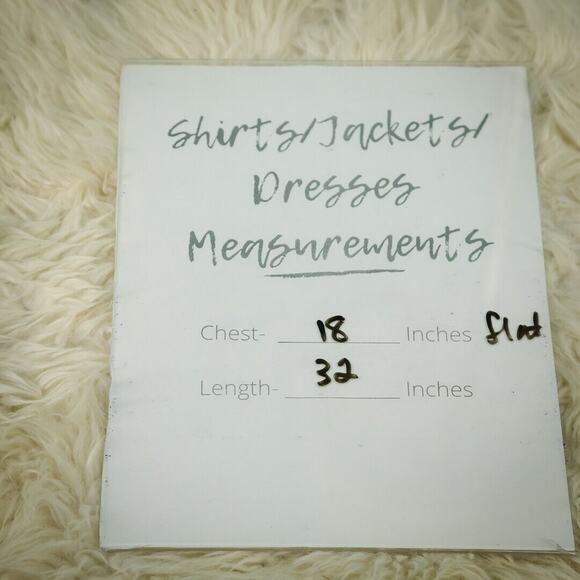 Shirts/Jackets/
Dresses
Measurements
Chest- 18 Inches flat
Length- 32 Inches